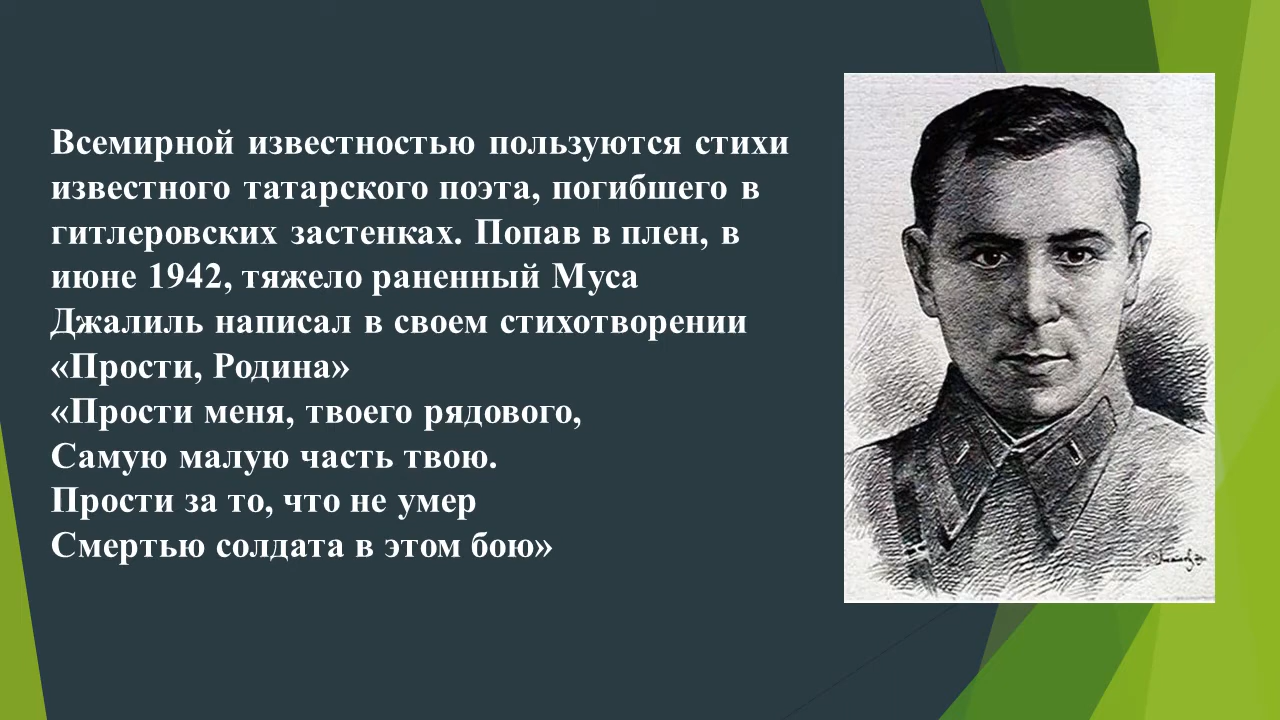 Всемирной известностью пользуются стихи
известного татарского поэта, погибшего в
гитлеровских застенках. Попав в плен, в
июне 1942, тяжело раненный Муса
Джалиль написал в своем стихотворении
«Прости, Родина»
«Прости меня, твоего рядового,
Самую малую часть твою.
Прости за то, что не умер
Смертью солдата в этом бою»